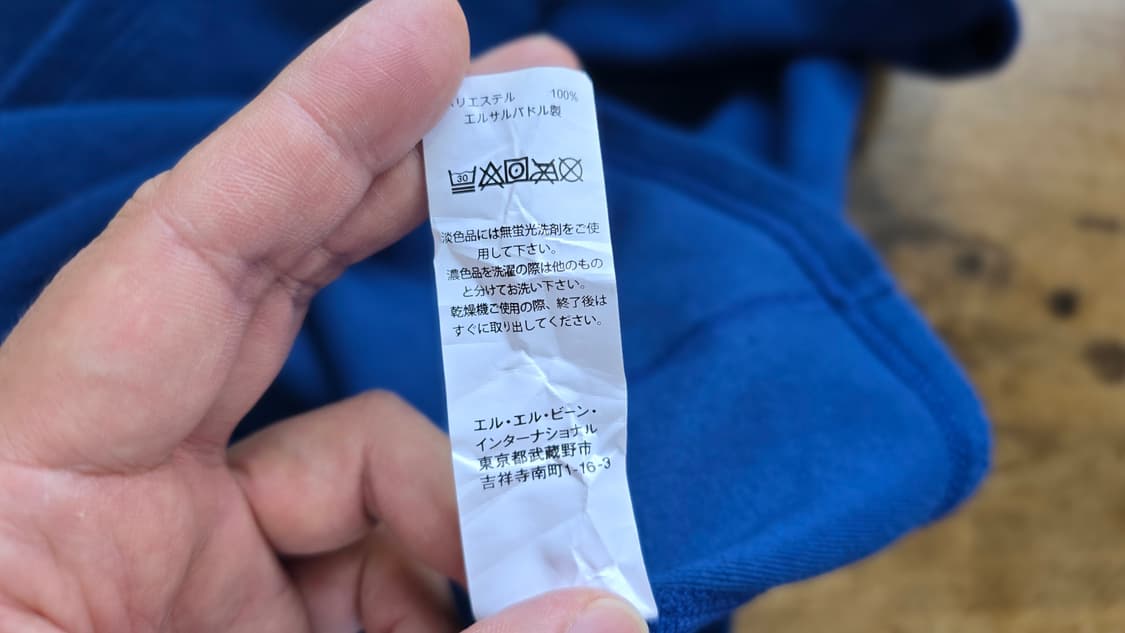 リエステル 100%
エルサルバドル製
30
淡色品には無蛍光洗剤をご使
用して下さい。
濃色品を洗濯の際は他のもの
と分けてお洗い下さい。
乾燥機ご使用の際、終了後は
すぐに取り出してください。
エル・エル・ビーン・
インターナショナル
東京都武蔵野市
吉祥寺南町1-16-3